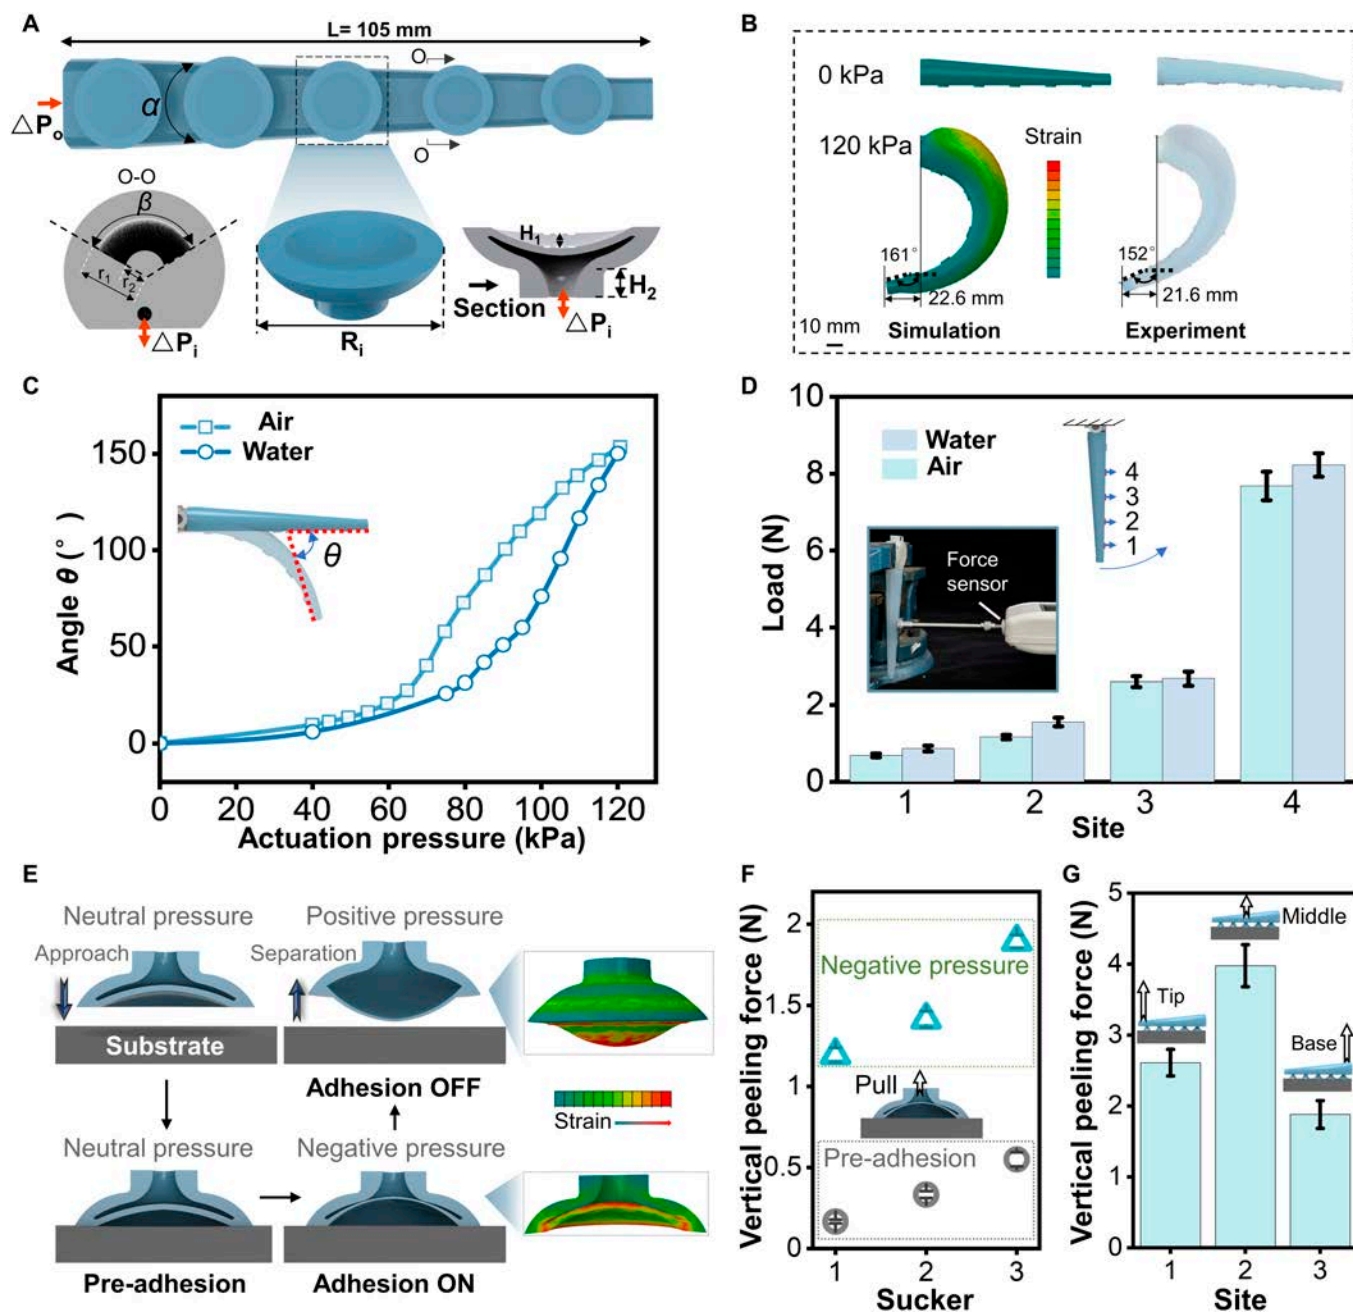 A
L= 105 mm
O
α
△Pₒ
O
O-O
β
r₁
r₂
△Pᵢ
Rᵢ
H₁
Section
H₂
△Pᵢ
B
0 kPa
120 kPa
Strain
161°
22.6 mm
Simulation
152°
21.6 mm
Experiment
10 mm
C
Air
Water
θ
Angle θ (°)
150
100
50
0
0 20 40 60 80 100 120
Actuation pressure (kPa)
D
Water
Air
4
3
2
1
Force
sensor
Load (N)
10
8
6
4
2
0
1 2 3 4
Site
E
Neutral pressure
Approach
Substrate
Positive pressure
Separation
Adhesion OFF
Strain
Neutral pressure
Pre-adhesion
Negative pressure
Adhesion ON
F
Vertical peeling force (N)
2
1.5
1
0.5
0
Negative pressure
Pull
Pre-adhesion
1 2 3
Sucker
G
Vertical peeling force (N)
5
4
3
2
1
0
Middle
Tip
Base
1 2 3
Site